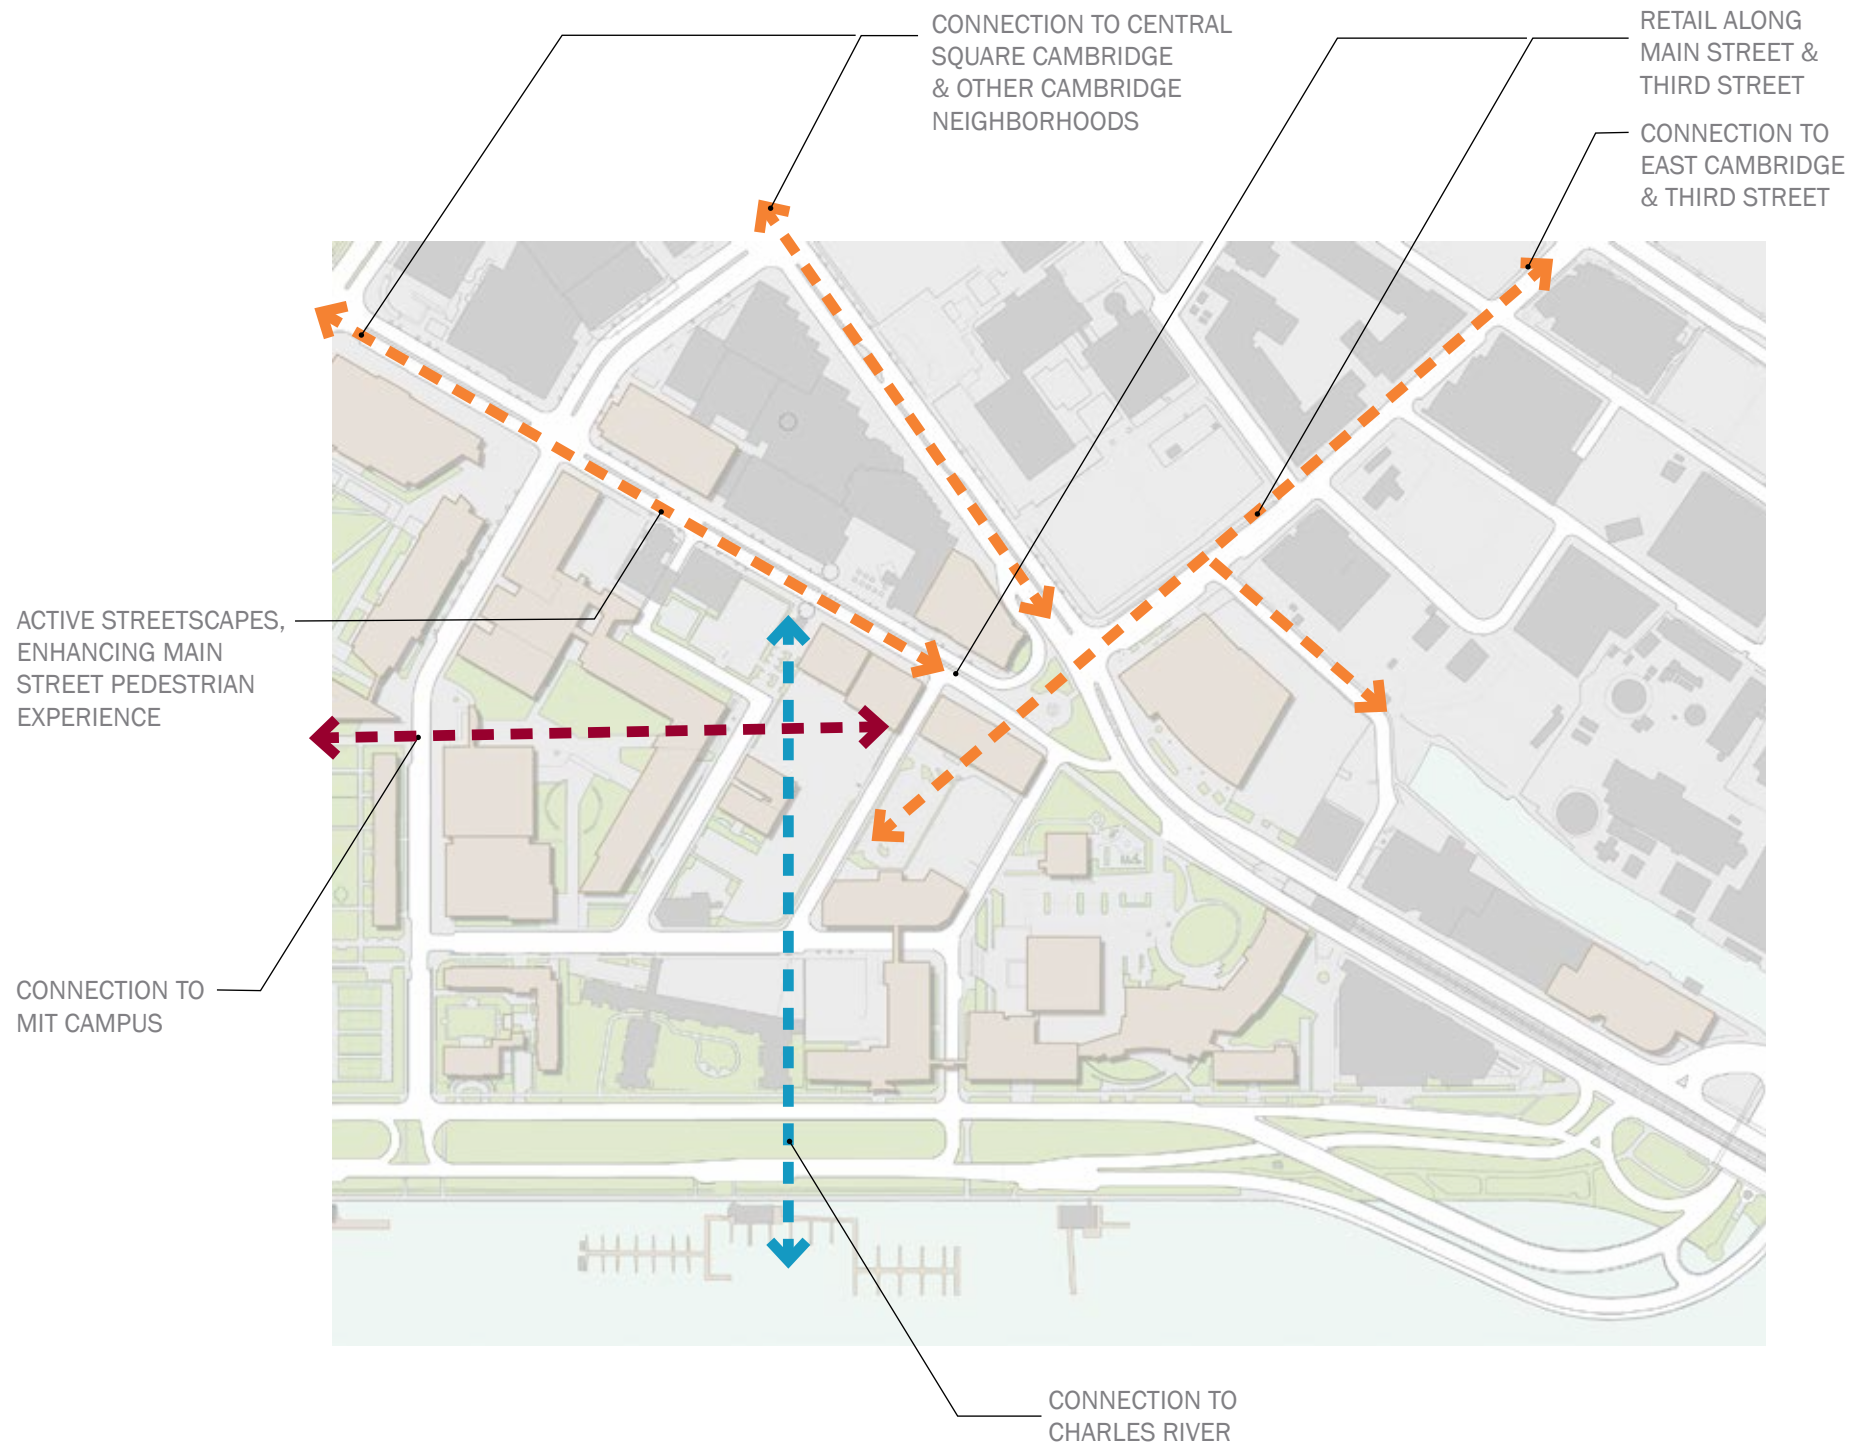 CONNECTION TO CENTRAL
SQUARE CAMBRIDGE
& OTHER CAMBRIDGE
NEIGHBORHOODS
RETAIL ALONG
MAIN STREET &
THIRD STREET
CONNECTION TO
EAST CAMBRIDGE
& THIRD STREET
ACTIVE STREETSCAPES,
ENHANCING MAIN
STREET PEDESTRIAN
EXPERIENCE
CONNECTION TO
MIT CAMPUS
CONNECTION TO
CHARLES RIVER